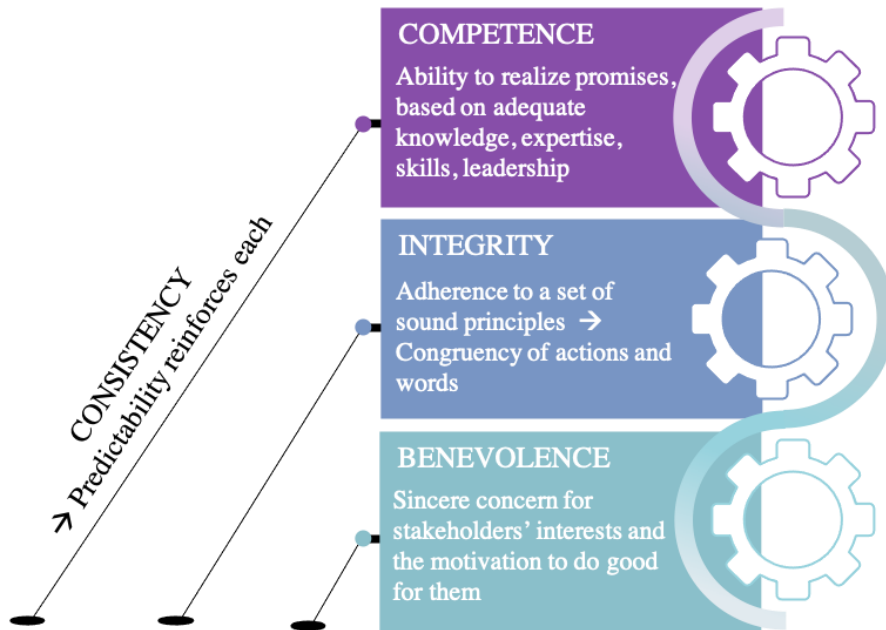 COMPETENCE
Ability to realize promises,
based on adequate
knowledge, expertise,
skills, leadership
INTEGRITY
Adherence to a set of
sound principles →
Congruency of actions and
words
BENEVOLENCE
Sincere concern for
stakeholders’ interests and
the motivation to do good
for them
CONSISTENCY
→ Predictability reinforces each